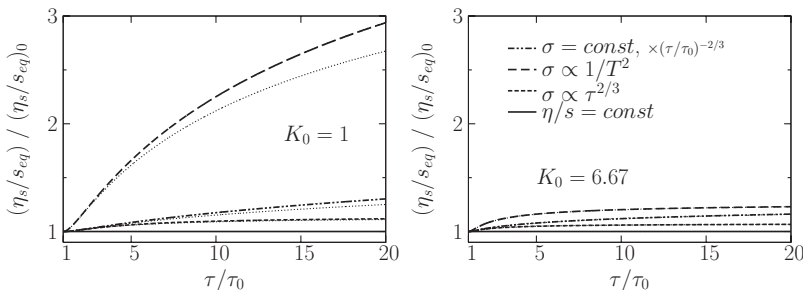 3
2
1
1
5
10
15
20
(η_s/s_eq) / (η_s/s_eq)_0
K_0 = 1
τ/τ_0
3
2
1
1
5
10
15
20
(η_s/s_eq) / (η_s/s_eq)_0
σ = const, ×(τ/τ_0)^{−2/3}
σ ∝ 1/T^2
σ ∝ τ^{2/3}
η/s = const
K_0 = 6.67
τ/τ_0